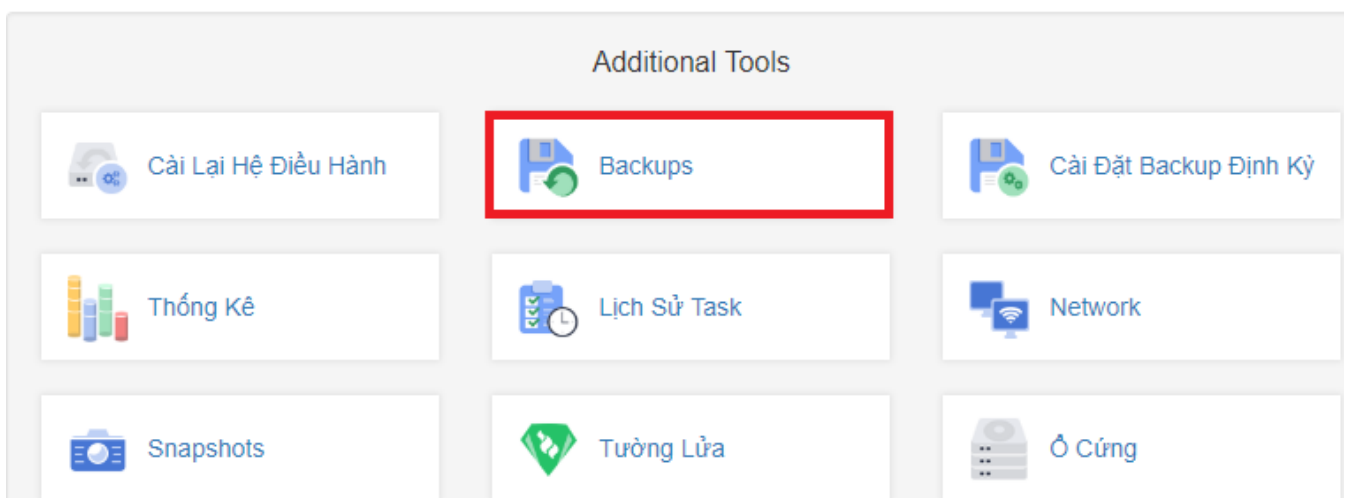 Additional Tools
Cài Lại Hệ Điều Hành
Backups
Cài Đặt Backup Định Kỳ
Thống Kê
Lịch Sử Task
Network
Snapshots
Tường Lửa
Ổ Cứng